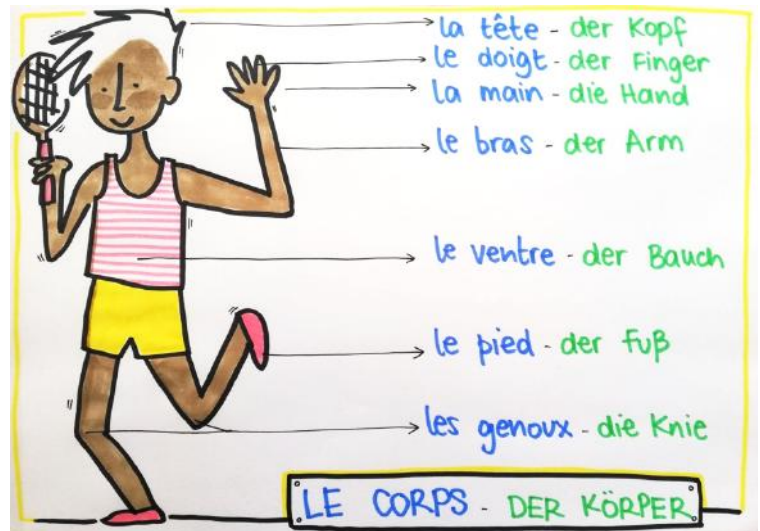 la tête - der Kopf
le doigt - der Finger
la main - die Hand
le bras - der Arm
le ventre - der Bauch
le pied - der Fuß
les genoux - die Knie
LE CORPS - DER KÖRPER